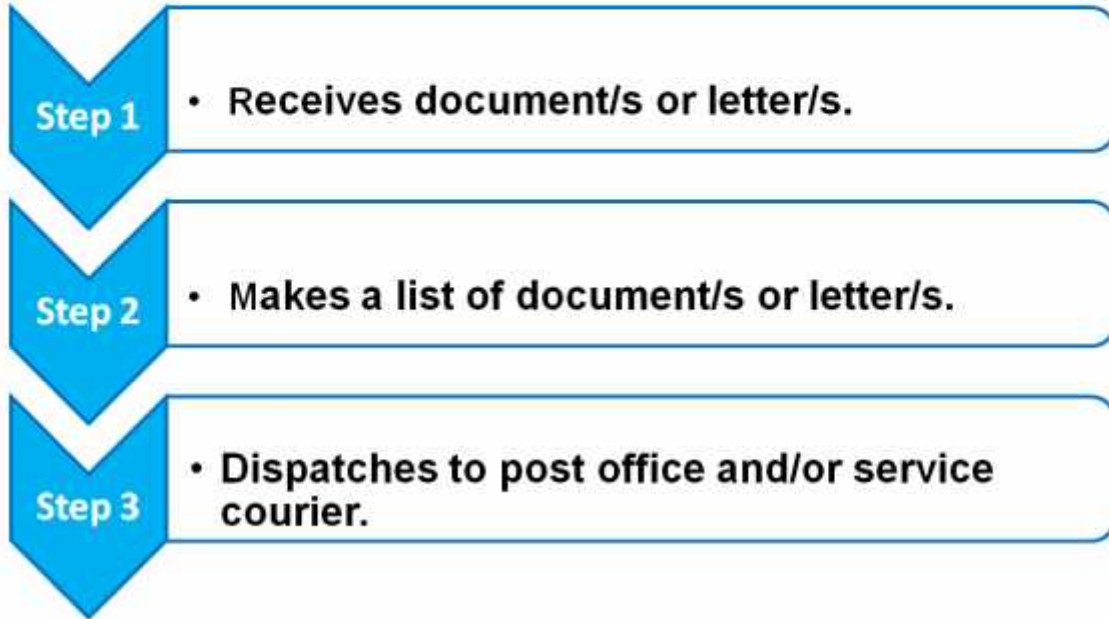 Step 1
• Receives document/s or letter/s.
Step 2
• Makes a list of document/s or letter/s.
Step 3
• Dispatches to post office and/or service
courier.